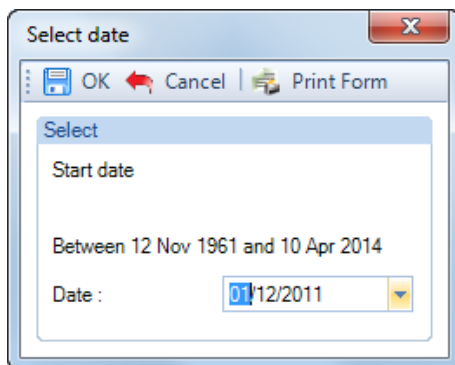 Select date
OK Cancel Print Form
Select
Start date
Between 12 Nov 1961 and 10 Apr 2014
Date : 01/12/2011